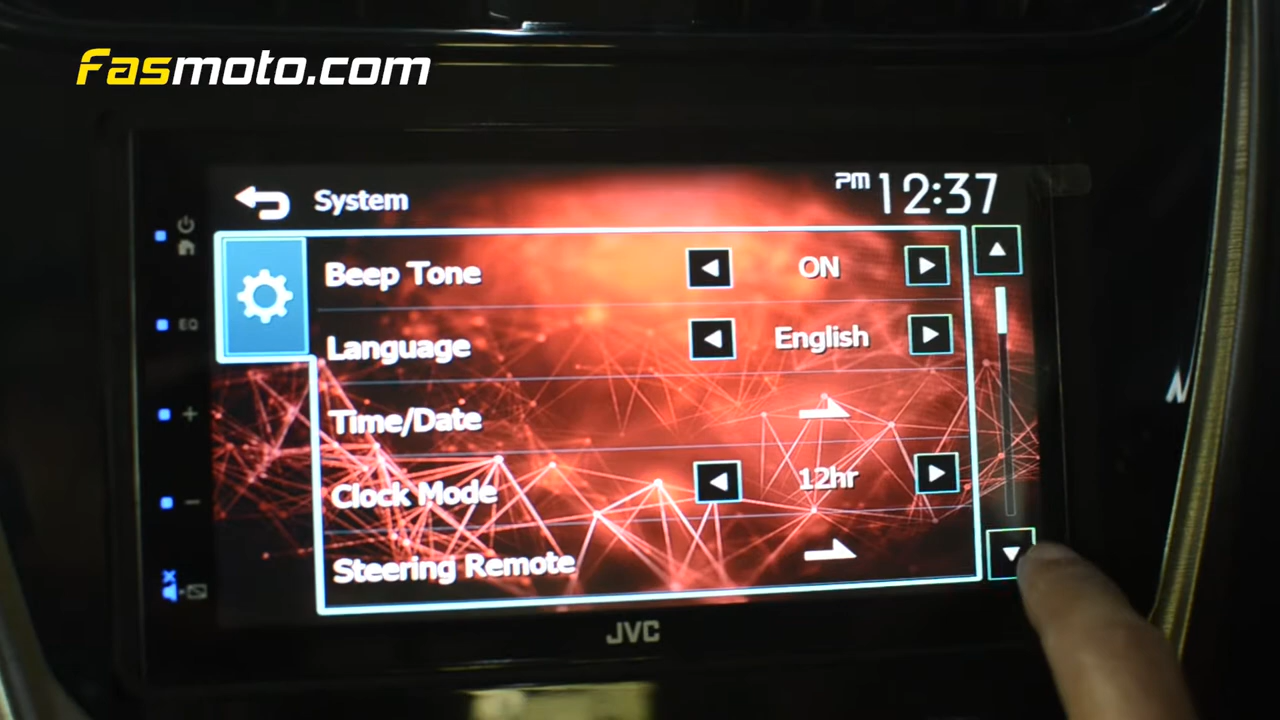 Fasmoto.com
System
PM 12:37
Beep Tone ON
Language English
Time/Date
Clock Mode 12hr
Steering Remote
EQ
+
−
JVC